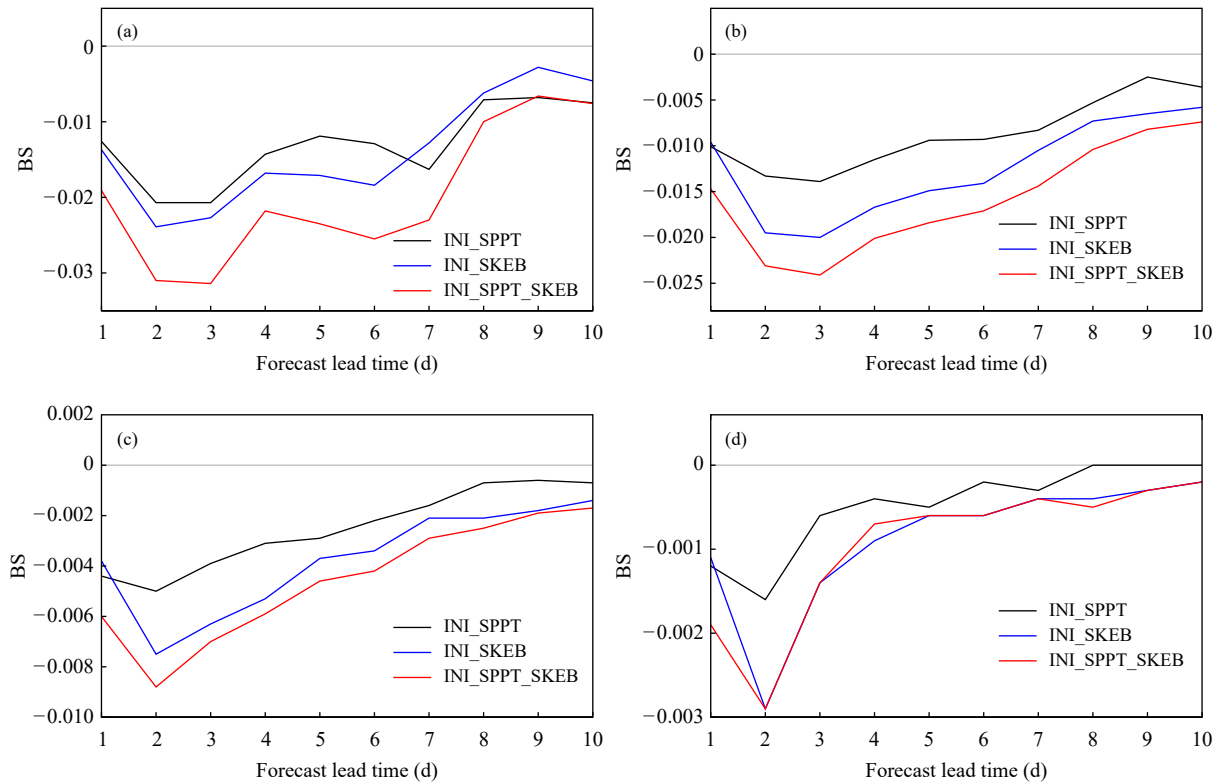 (a)
0
−0.01
−0.02
−0.03
BS
INI_SPPT
INI_SKEB
INI_SPPT_SKEB
1 2 3 4 5 6 7 8 9 10
Forecast lead time (d)
(b)
0
−0.005
−0.010
−0.015
−0.020
−0.025
BS
INI_SPPT
INI_SKEB
INI_SPPT_SKEB
1 2 3 4 5 6 7 8 9 10
Forecast lead time (d)
(c)
0.002
0
−0.002
−0.004
−0.006
−0.008
−0.010
BS
INI_SPPT
INI_SKEB
INI_SPPT_SKEB
1 2 3 4 5 6 7 8 9 10
Forecast lead time (d)
(d)
0
−0.001
−0.002
−0.003
BS
INI_SPPT
INI_SKEB
INI_SPPT_SKEB
1 2 3 4 5 6 7 8 9 10
Forecast lead time (d)